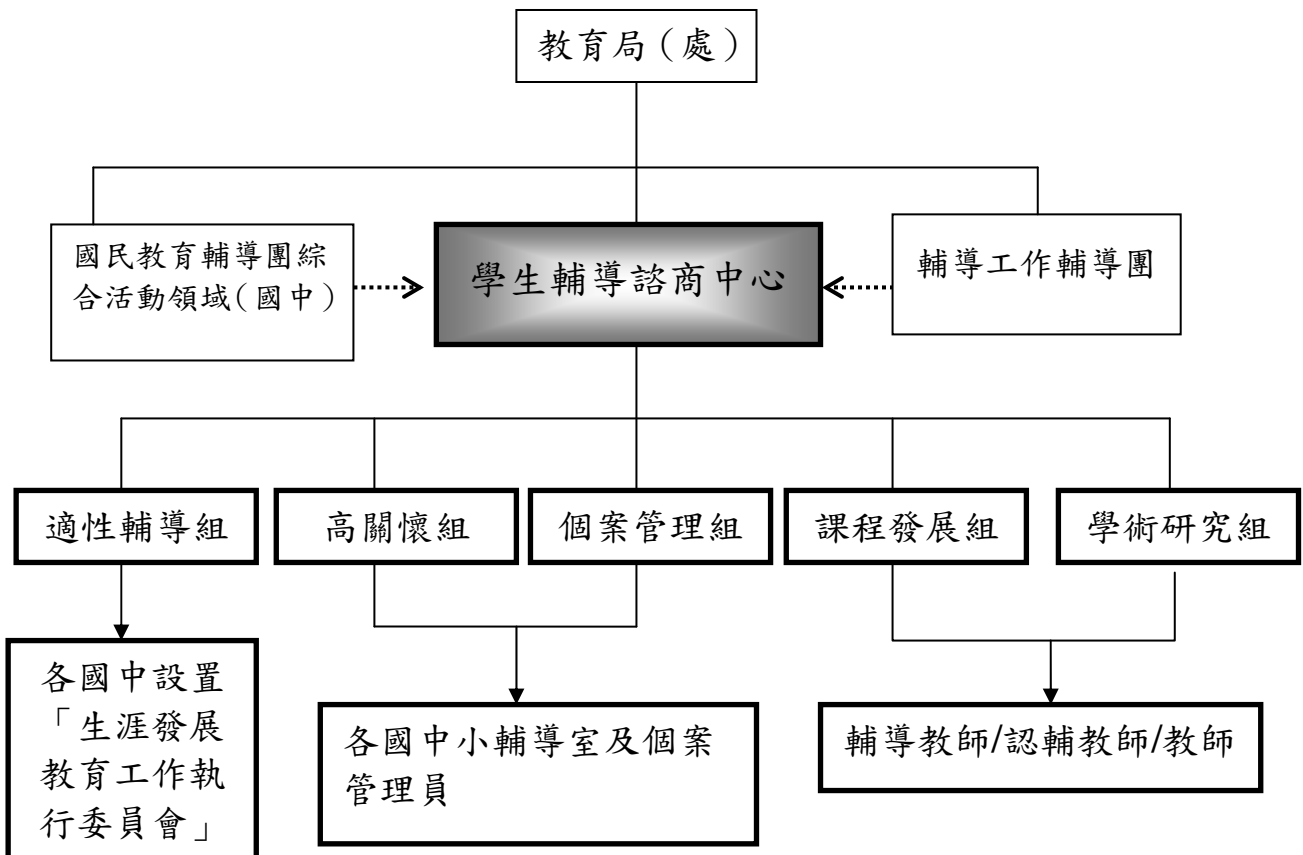 教育局（處）
國民教育輔導團綜
合活動領域（國中）
學生輔導諮商中心
輔導工作輔導團
適性輔導組
高關懷組
個案管理組
課程發展組
學術研究組
各國中設置
「生涯發展
教育工作執
行委員會」
各國中小輔導室及個案
管理員
輔導教師/認輔教師/教師